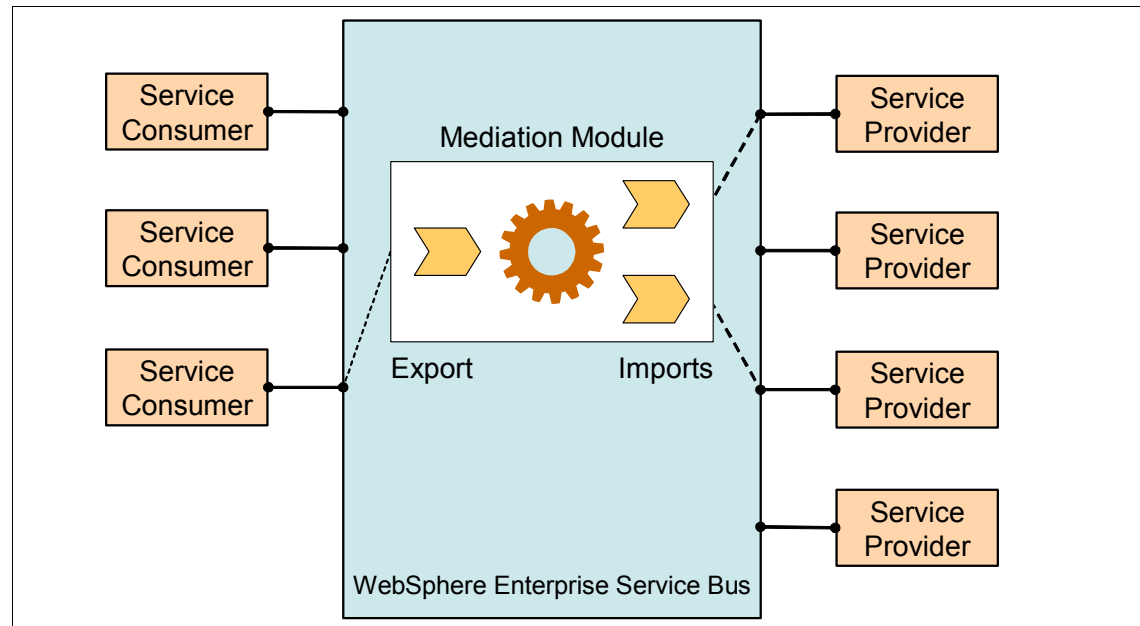 Service
Consumer
Service
Consumer
Service
Consumer
Mediation Module
Export
Imports
WebSphere Enterprise Service Bus
Service
Provider
Service
Provider
Service
Provider
Service
Provider